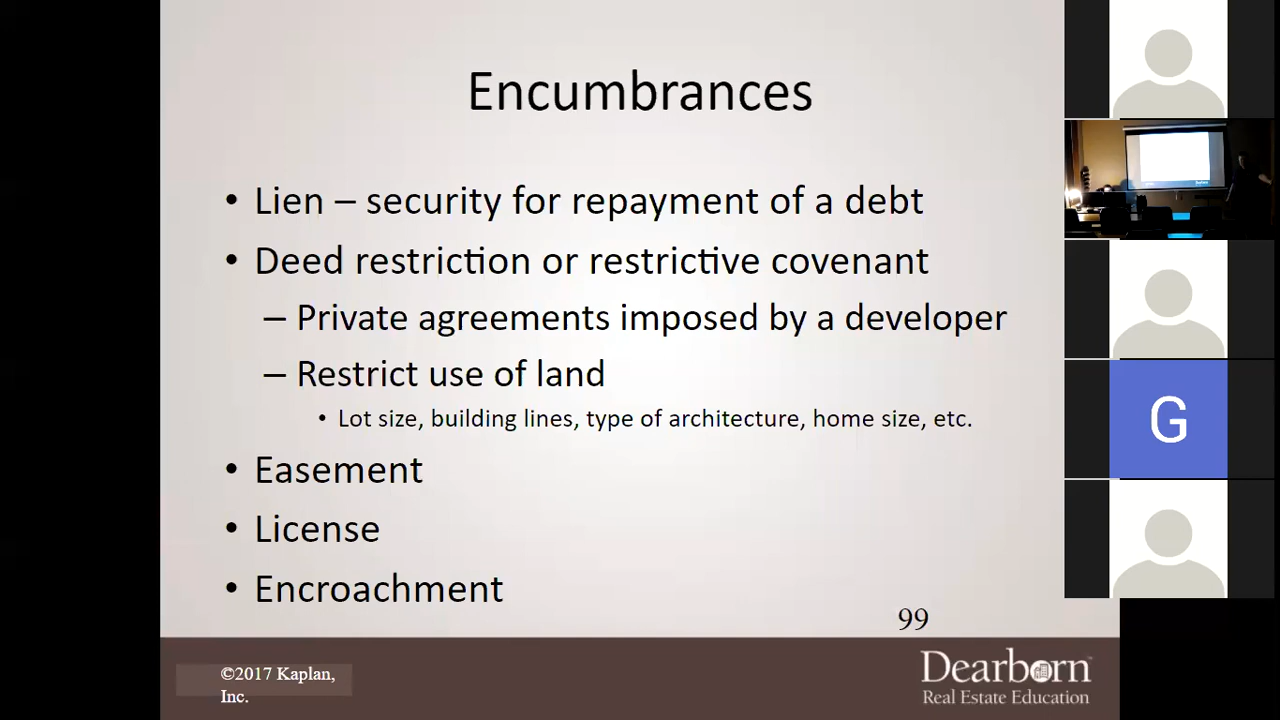 Encumbrances
• Lien – security for repayment of a debt
• Deed restriction or restrictive covenant
– Private agreements imposed by a developer
– Restrict use of land
• Lot size, building lines, type of architecture, home size, etc.
• Easement
• License
• Encroachment
99
©2017 Kaplan,
Inc.
Dearborn
Real Estate Education
G